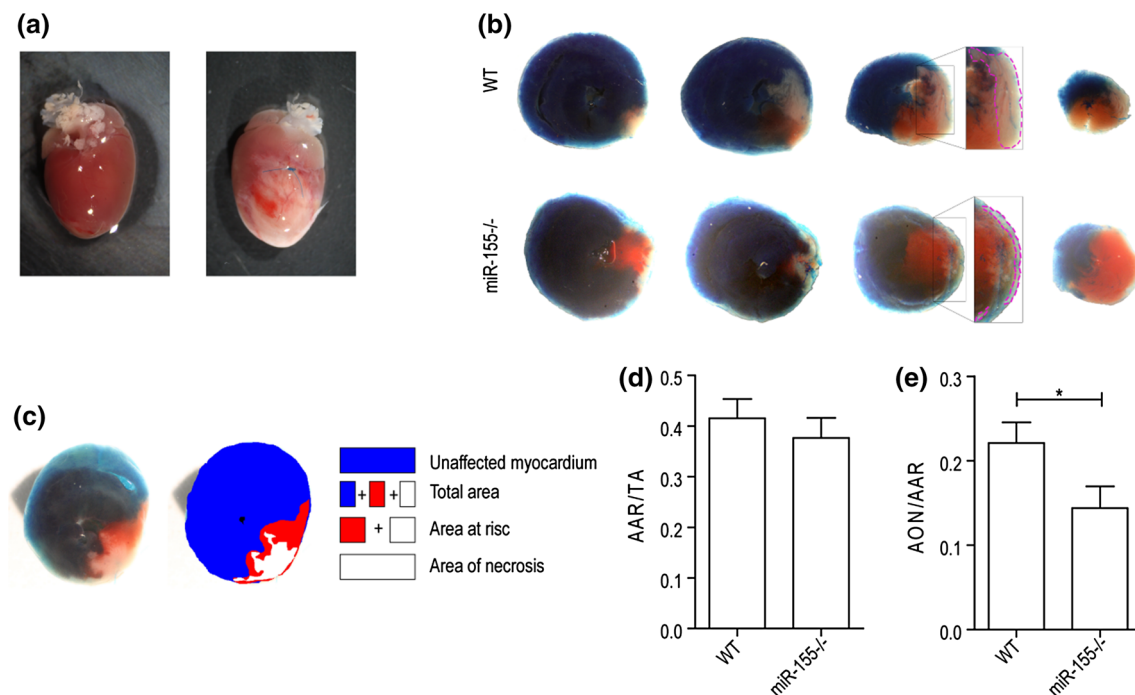 (a)
(b)
WT
miR-155-/-
(c)
Unaffected myocardium
+ + Total area
+ Area at risc
Area of necrosis
(d)
AAR/TA
0.5
0.4
0.3
0.2
0.1
0.0
WT
miR-155-/-
(e)
AON/AAR
0.3
0.2
0.1
0.0
*
WT
miR-155-/-